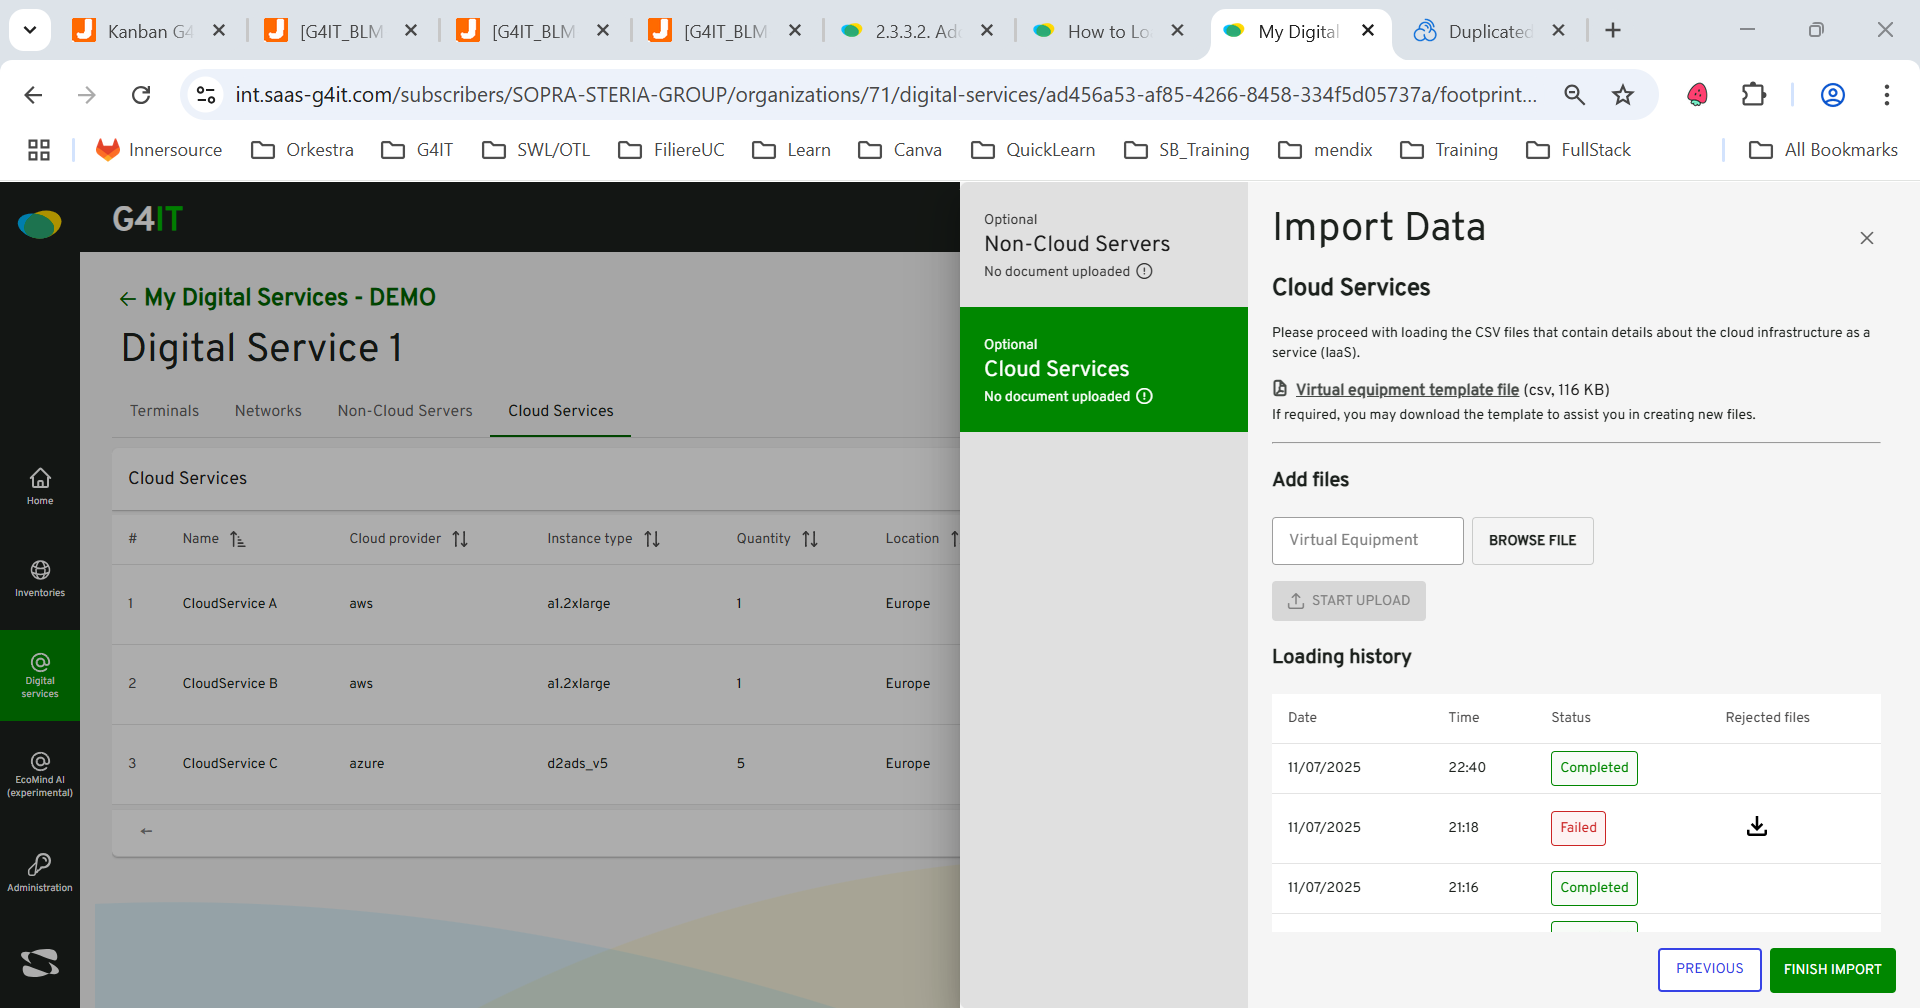 Kanban G4
[G4IT_BLM
[G4IT_BLM
[G4IT_BLM
2.3.3.2. Ad
How to Lo
My Digital
Duplicated
int.saas-g4it.com/subscribers/SOPRA-STERIA-GROUP/organizations/71/digital-services/ad456a53-af85-4266-8458-334f5d05737a/footprint...
Innersource
Orkestra
G4IT
SWL/OTL
FiliereUC
Learn
Canva
QuickLearn
SB_Training
mendix
Training
FullStack
All Bookmarks
G4IT
Home
Inventories
Digital
services
EcoMind AI
(experimental)
Administration
My Digital Services - DEMO
Digital Service 1
Terminals
Networks
Non-Cloud Servers
Cloud Services
Cloud Services
# Name Cloud provider Instance type Quantity Location
1 CloudService A aws a1.2xlarge 1 Europe
2 CloudService B aws a1.2xlarge 1 Europe
3 CloudService C azure d2ads_v5 5 Europe
Optional
Non-Cloud Servers
No document uploaded
Optional
Cloud Services
No document uploaded
Import Data
Cloud Services
Please proceed with loading the CSV files that contain details about the cloud infrastructure as a
service (IaaS).
Virtual equipment template file (csv, 116 KB)
If required, you may download the template to assist you in creating new files.
Add files
Virtual Equipment
BROWSE FILE
START UPLOAD
Loading history
Date Time Status Rejected files
11/07/2025 22:40 Completed
11/07/2025 21:18 Failed
11/07/2025 21:16 Completed
PREVIOUS
FINISH IMPORT